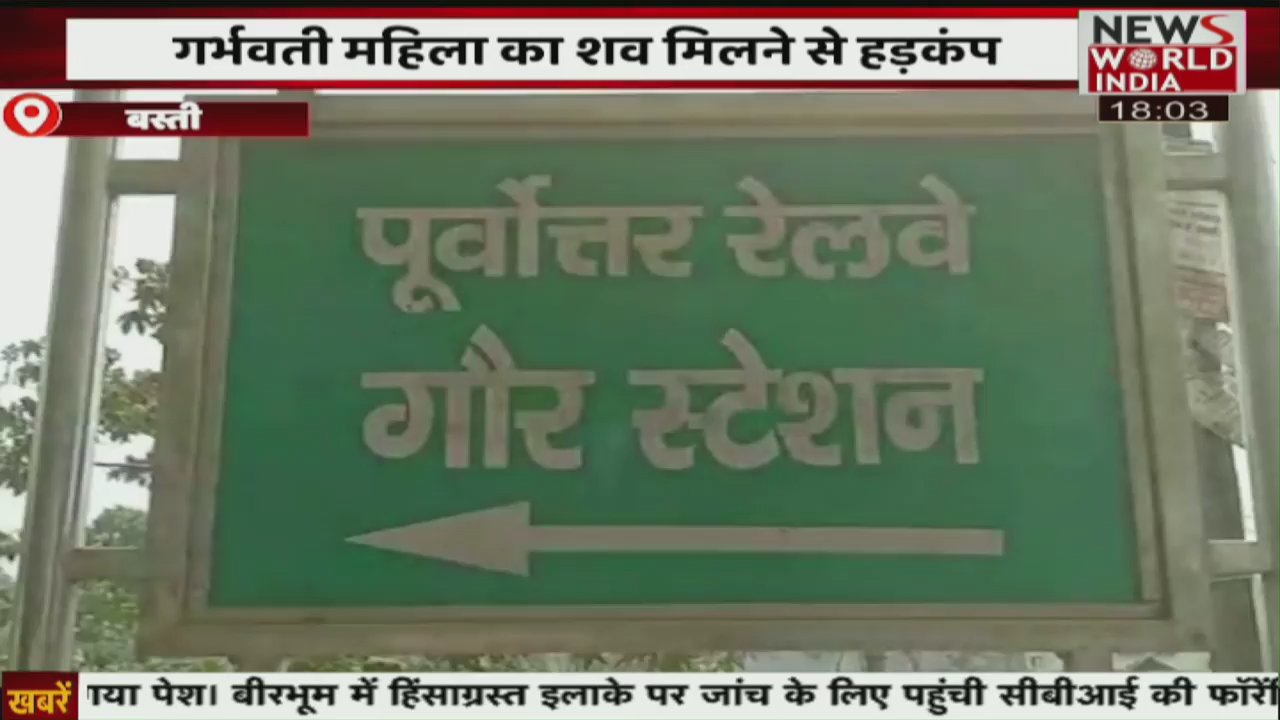 गर्भवती महिला का शव मिलने से हड़कंप
NEWS
WORLD
INDIA
18:03
बस्ती
पूर्वोत्तर रेलवे
गौर स्टेशन
खबरें
गया पेश। बीरभूम में हिंसाग्रस्त इलाके पर जांच के लिए पहुंची सीबीआई की